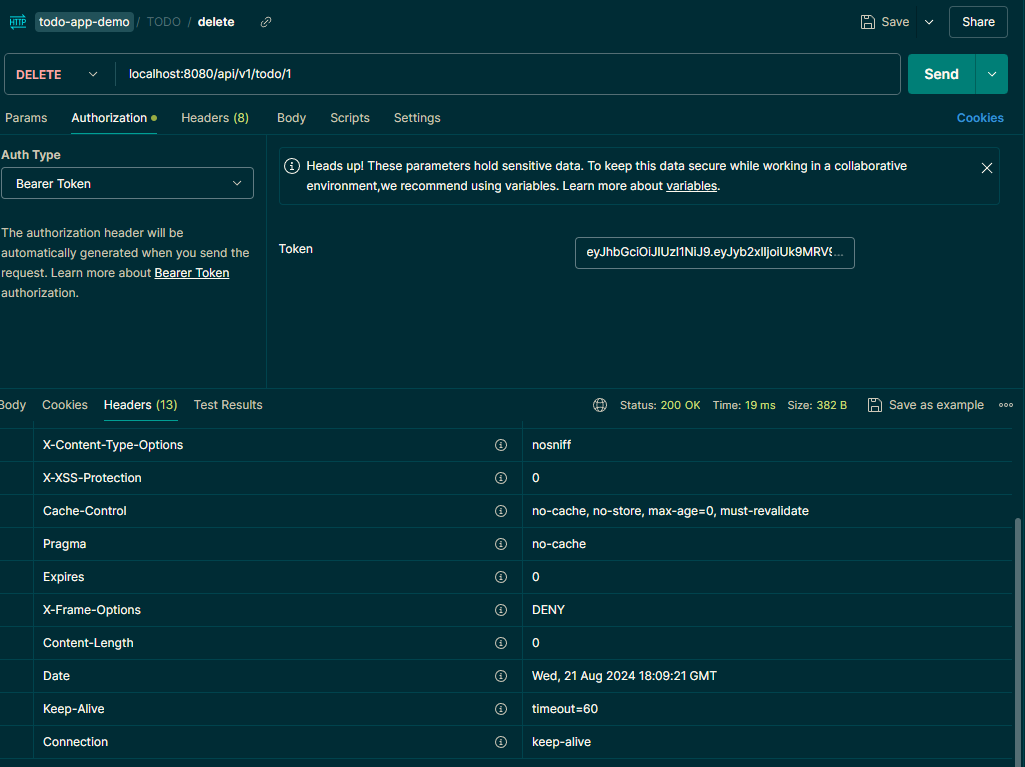 HTTP todo-app-demo / TODO / delete
Save Share
DELETE localhost:8080/api/v1/todo/1 Send
Params Authorization Headers (8) Body Scripts Settings Cookies
Auth Type
Bearer Token
The authorization header will be
automatically generated when you send the
request. Learn more about Bearer Token
authorization.
Heads up! These parameters hold sensitive data. To keep this data secure while working in a collaborative
environment,we recommend using variables. Learn more about variables.
Token
Body Cookies Headers (13) Test Results Status: 200 OK Time: 19 ms Size: 382 B Save as example
X-Content-Type-Options nosniff
X-XSS-Protection 0
Cache-Control no-cache, no-store, max-age=0, must-revalidate
Pragma no-cache
Expires 0
X-Frame-Options DENY
Content-Length 0
Date Wed, 21 Aug 2024 18:09:21 GMT
Keep-Alive timeout=60
Connection keep-alive